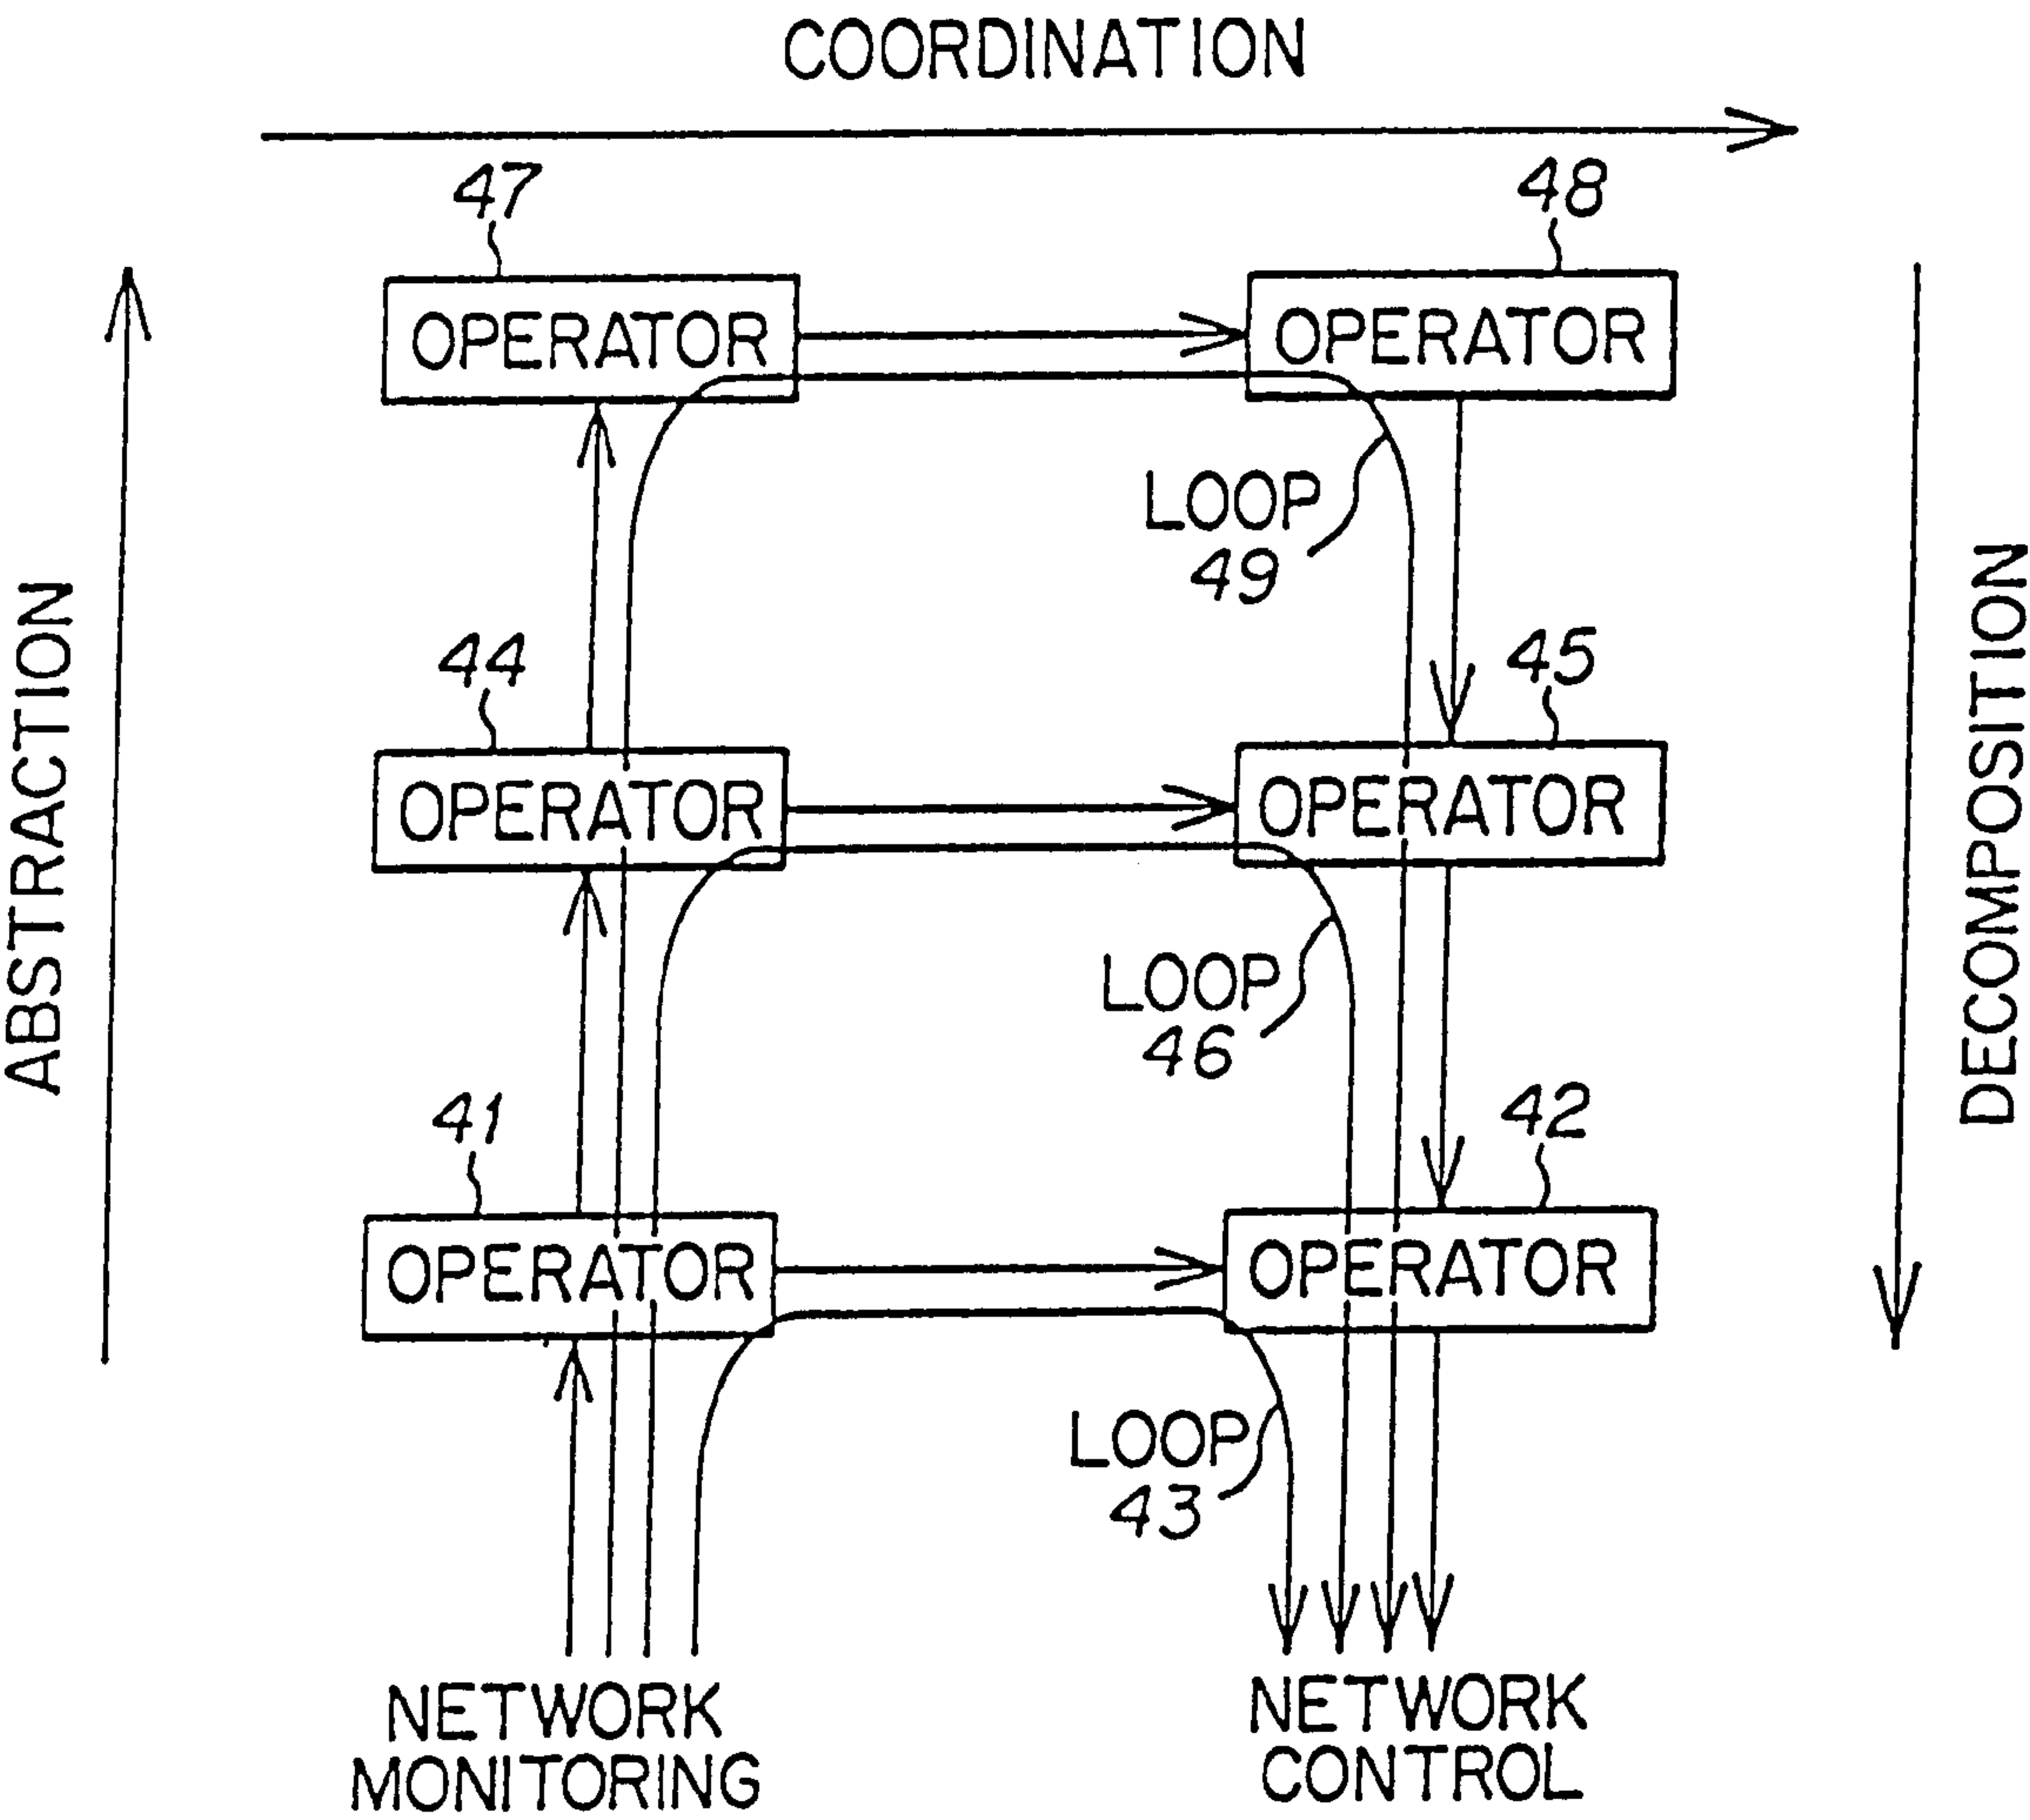 COORDINATION
47
48
OPERATOR
OPERATOR
LOOP
49
ABSTRACTION
DECOMPOSITION
44
45
OPERATOR
OPERATOR
LOOP
46
41
42
OPERATOR
OPERATOR
LOOP
43
NETWORK
MONITORING
NETWORK
CONTROL